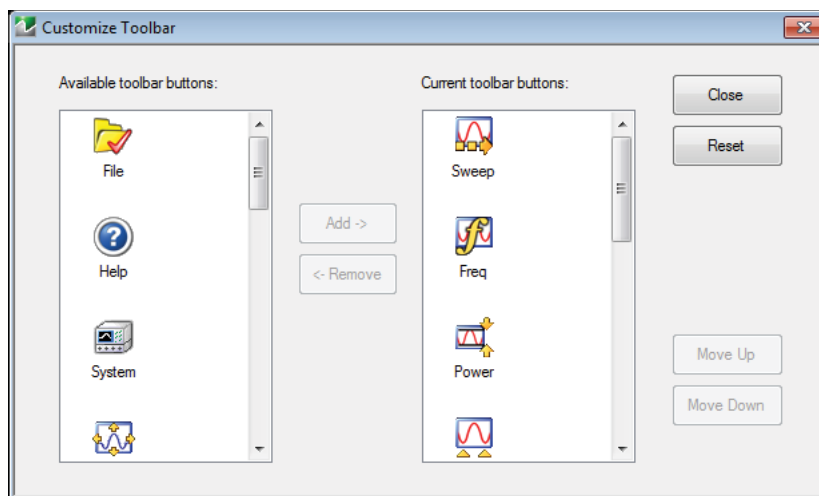 Customize Toolbar
Available toolbar buttons:
Current toolbar buttons:
Close
File
Sweep
Reset
Add ->
Help
Freq
<- Remove
System
Power
Move Up
Move Down